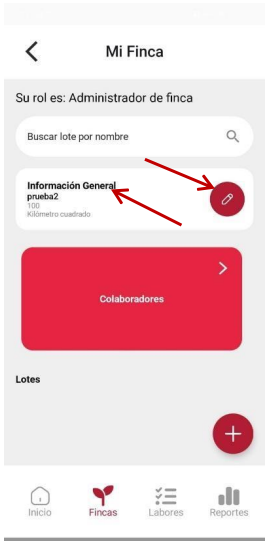 Mi Finca
Su rol es: Administrador de finca
Buscar lote por nombre
Información General
prueba2
100
Kilómetro cuadrado
Colaboradores
Lotes
Inicio
Fincas
Labores
Reportes